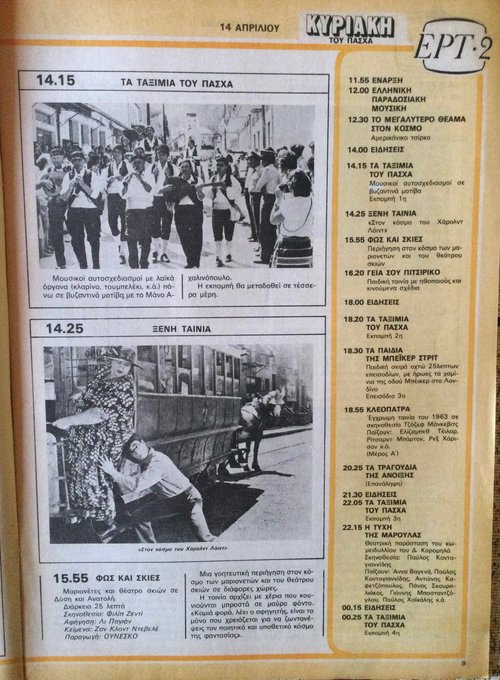 14 ΑΠΡΙΛΙΟΥ
ΚΥΡΙΑΚΗ
ΤΟΥ ΠΑΣΧΑ
ΕΡΤ·2
14.15 ΤΑ ΤΑΞΙΜΙΑ ΤΟΥ ΠΑΣΧΑ
Μουσικοί αυτοσχεδιασμοί με λαϊκά
όργανα (κλαρίνο, τουμπελέκι, κ.ά.) πά-
νω σε βυζαντινά μοτίβα, με το Μάνο Α-
χαλινόπουλο.
Η εκπομπή θα μεταδοθεί σε τέσσε-
ρα μέρη.
14.25 ΞΕΝΗ ΤΑΙΝΙΑ
«Στον κόσμο του Χάρολντ Λόιντ»
15.55 ΦΩΣ ΚΑΙ ΣΚΙΕΣ
Μαριονέτες και θέατρο σκιών σε
Δύση και Ανατολή.
Διάρκεια 25 λεπτά
Σκηνοθεσία: Φιλίπ Ζεντί
Αφήγηση: Λι Παγιάν
Κείμενα: Ζαν Κλοντ Ντεβελέ
Παραγωγή: ΟΥΝΕΣΚΟ
Μια γοητευτική περιήγηση στον κό-
σμο των μαριονετών και του θεάτρου
σκιών σε διάφορες χώρες.
Η ταινία αρχίζει με χέρια που κου-
νιούνται μπροστά σε μαύρο φόντο.
«Καμιά φορά, λέει ο αφηγητής, είναι το
μόνο που χρειάζεται για να ζωντανέ-
ψεις τον ποιητικό και υποθετικό κόσμο
της φαντασίας».
11.55 ΕΝΑΡΞΗ
12.00 ΕΛΛΗΝΙΚΗ
ΠΑΡΑΔΟΣΙΑΚΗ
ΜΟΥΣΙΚΗ
12.30 ΤΟ ΜΕΓΑΛΥΤΕΡΟ ΘΕΑΜΑ
ΣΤΟΝ ΚΟΣΜΟ
Αμερικάνικο τσίρκο
14.00 ΕΙΔΗΣΕΙΣ
14.15 ΤΑ ΤΑΞΙΜΙΑ
ΤΟΥ ΠΑΣΧΑ
Μουσικοί αυτοσχεδιασμοί σε
βυζαντινά μοτίβα
Εκπομπή 1η
14.25 ΞΕΝΗ ΤΑΙΝΙΑ
«Στον κόσμο του Χάρολντ
Λόιντ»
15.55 ΦΩΣ ΚΑΙ ΣΚΙΕΣ
Περιήγηση στον κόσμο των μα-
ριονετών και του θεάτρου
σκιών
16.20 ΓΕΙΑ ΣΟΥ ΠΙΤΣΙΡΙΚΟ
Παιδική ταινία με ηθοποιούς και
κινούμενα σχέδια
18.00 ΕΙΔΗΣΕΙΣ
18.20 ΤΑ ΤΑΞΙΜΙΑ
ΤΟΥ ΠΑΣΧΑ
Εκπομπή 2η
18.30 ΤΑ ΠΑΙΔΙΑ
ΤΗΣ ΜΠΕΪΚΕΡ ΣΤΡΙΤ
Παιδική σειρά οχτώ 25λεπτων
επεισοδίων, με ήρωες τα χαμί-
νια της οδού Μπέικερ στο Λον-
δίνο
Επεισόδιο 3ο
18.55 ΚΛΕΟΠΑΤΡΑ
Έγχρωμη ταινία του 1963 σε
σκηνοθεσία Τζόζεφ Μάνκιβιτς
Παίζουν: Ελίζαμπεθ Τέιλορ,
Ρίτσαρντ Μπάρτον, Ρεξ Χάρι-
σον κ.ά.
(Μέρος Α΄)
20.25 ΤΑ ΤΡΑΓΟΥΔΙΑ
ΤΗΣ ΑΝΟΙΞΗΣ
(Επανάληψη)
21.30 ΕΙΔΗΣΕΙΣ
22.05 ΤΑ ΤΑΞΙΜΙΑ
ΤΟΥ ΠΑΣΧΑ
Εκπομπή 3η
22.15 Η ΤΥΧΗ
ΤΗΣ ΜΑΡΟΥΛΑΣ
Θεατρική παράσταση του κω-
μειδυλλίου του Δ. Κορομηλά
Σκηνοθεσία: Παύλος Κοντο-
γιαννίδης
Παίζουν: Άννα Βαγενά, Παύλος
Κοντογιαννίδης, Αντώνης Κα-
φετζόπουλος, Πάνος Σκουρο-
λιάκος, Γιάννης Μποσταντζό-
γλου, Παύλος Χαϊκάλης κ.ά.
00.15 ΕΙΔΗΣΕΙΣ
00.25 ΤΑ ΤΑΞΙΜΙΑ
ΤΟΥ ΠΑΣΧΑ
Εκπομπή 4η
9